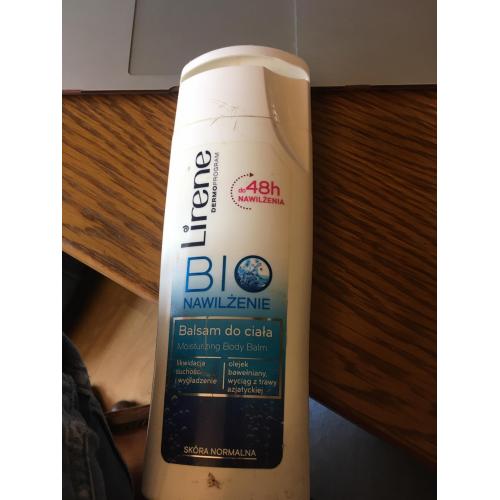 Lirene
DERMOPROGRAM
do 48h
NAWILŻENIA
BIO
NAWILŻENIE
Balsam do ciała
Moisturizing Body Balm
likwidacja
suchości
wygładzenie
olejek
bawełniany,
wyciąg z trawy
azjatyckiej
SKÓRA NORMALNA